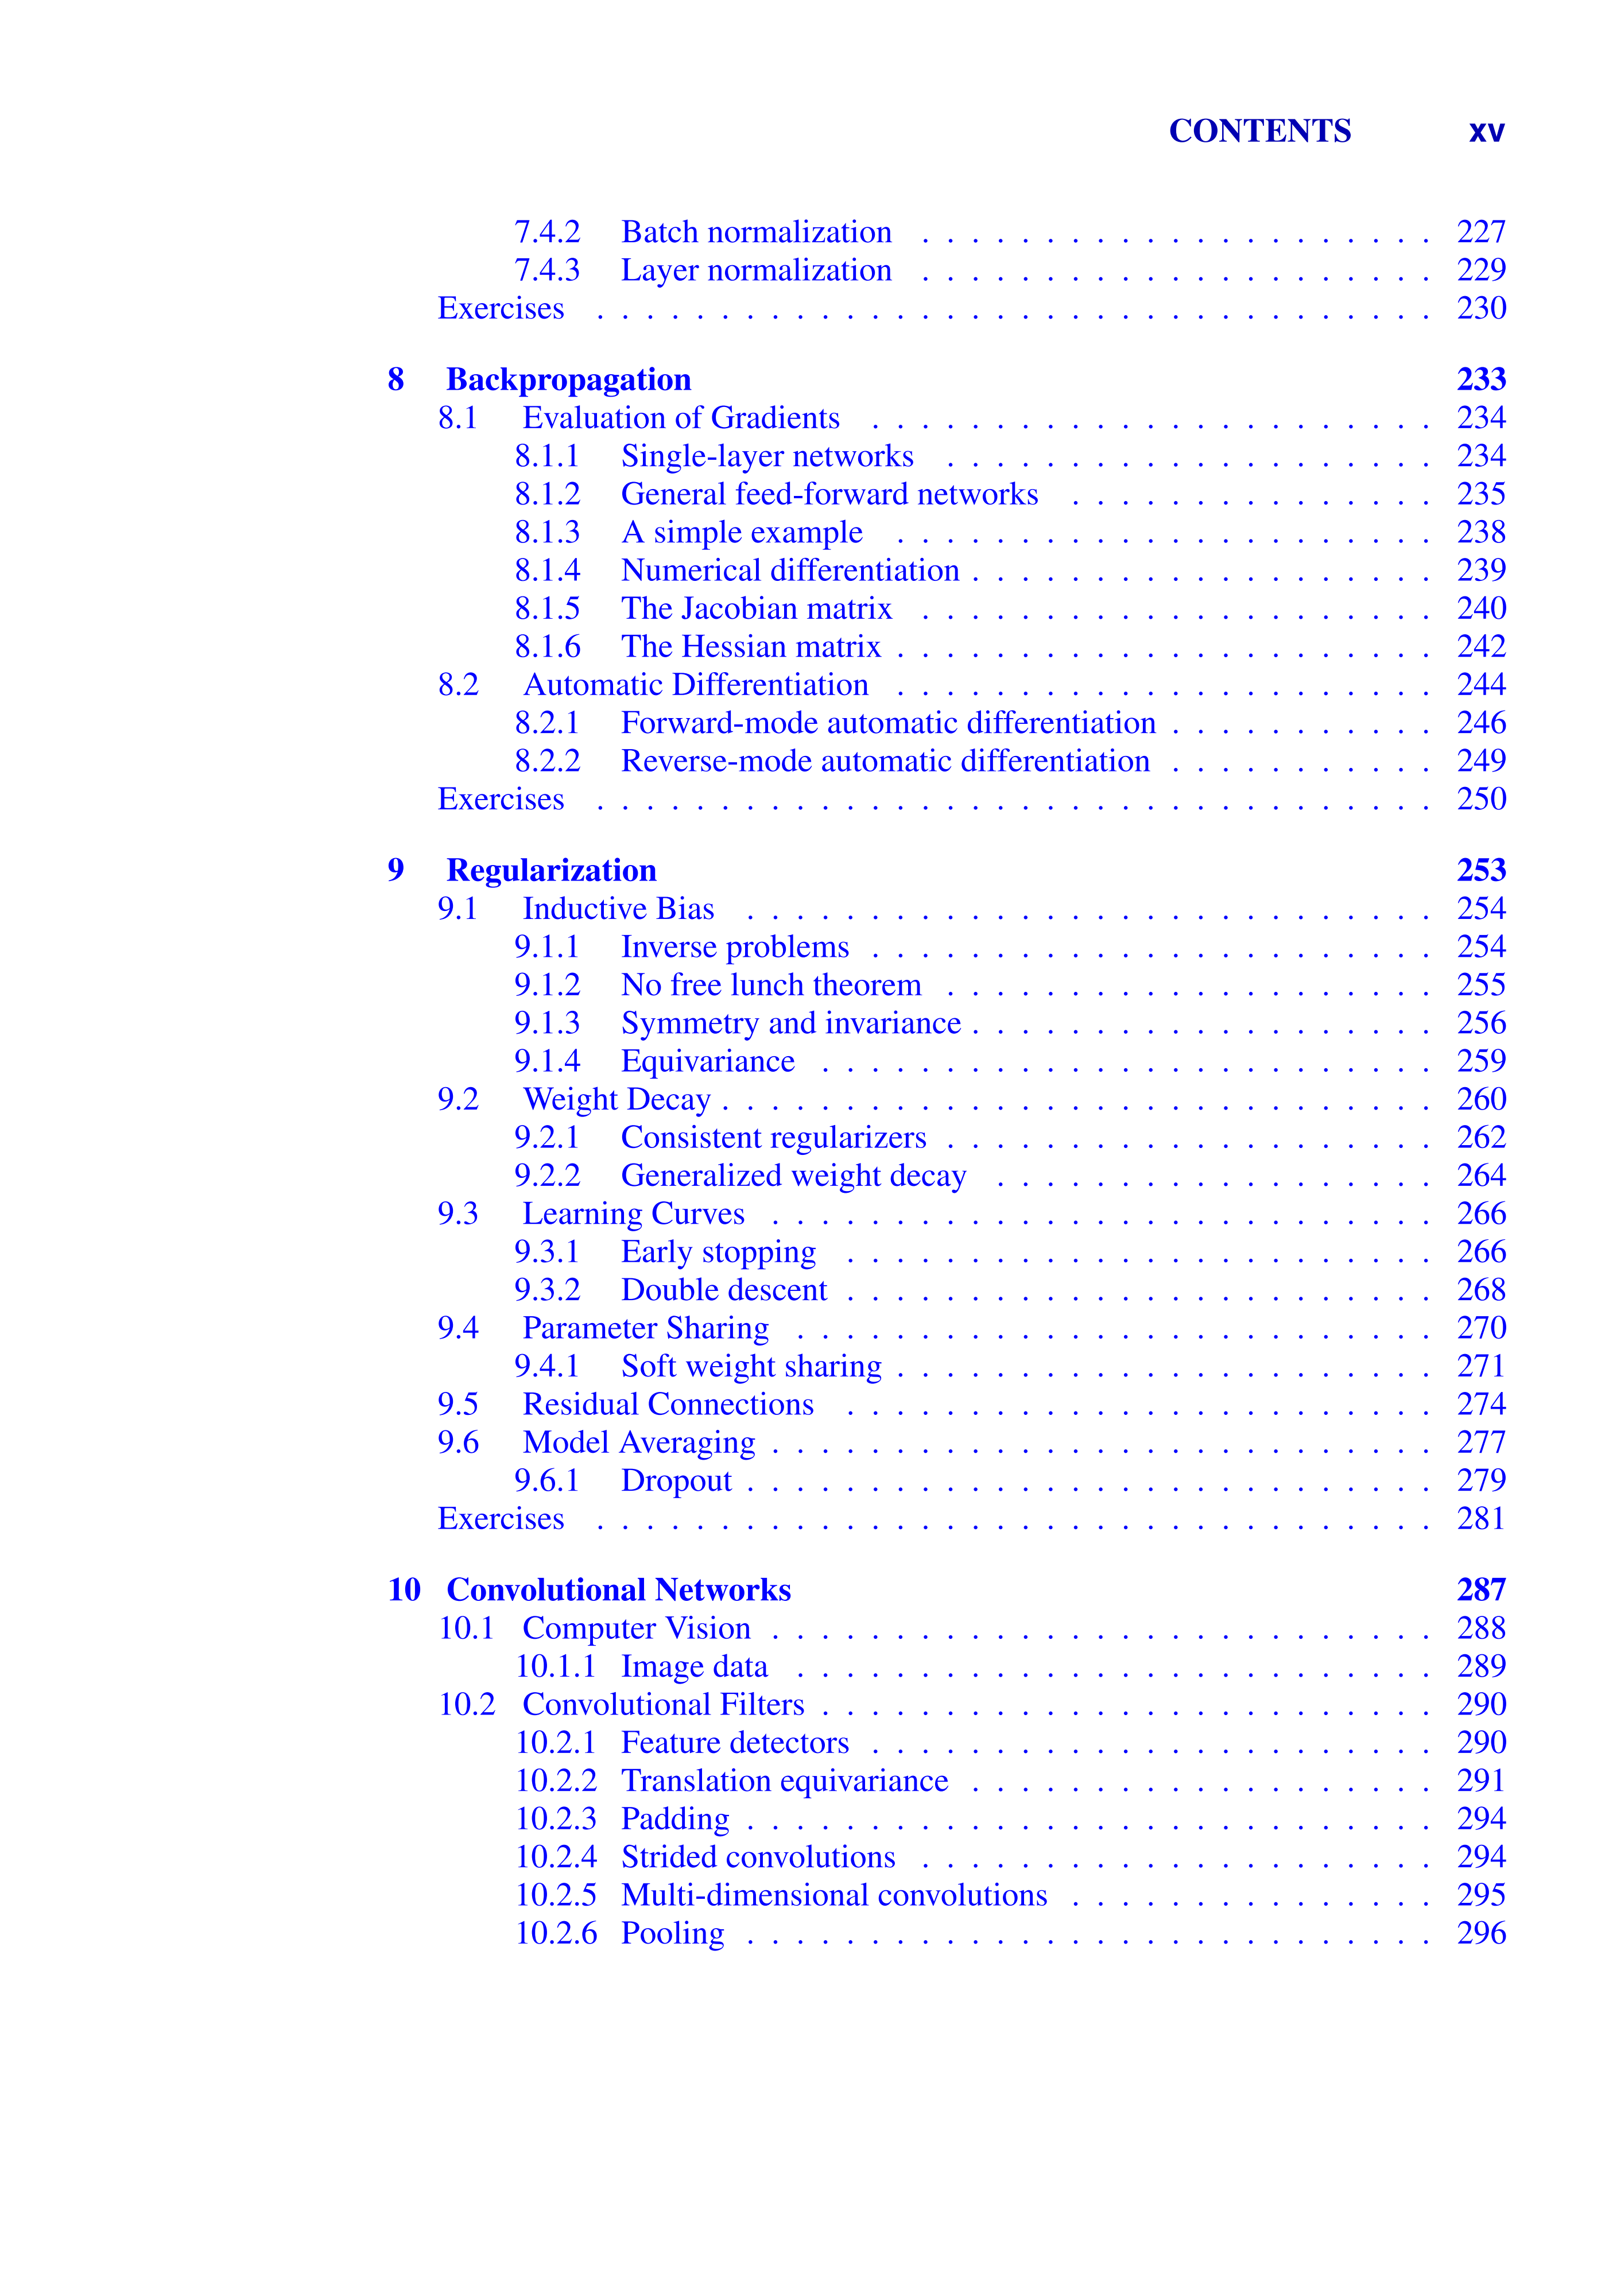 CONTENTS xv
7.4.2 Batch normalization . . . . . . . . . . . . . . . . . . . . . 227
7.4.3 Layer normalization . . . . . . . . . . . . . . . . . . . . . 229
Exercises . . . . . . . . . . . . . . . . . . . . . . . . . . . . . . . . . . 230
8 Backpropagation 233
8.1 Evaluation of Gradients . . . . . . . . . . . . . . . . . . . . . . . 234
8.1.1 Single-layer networks . . . . . . . . . . . . . . . . . . . . 234
8.1.2 General feed-forward networks . . . . . . . . . . . . . . . 235
8.1.3 A simple example . . . . . . . . . . . . . . . . . . . . . . 238
8.1.4 Numerical differentiation . . . . . . . . . . . . . . . . . . . 239
8.1.5 The Jacobian matrix . . . . . . . . . . . . . . . . . . . . . 240
8.1.6 The Hessian matrix . . . . . . . . . . . . . . . . . . . . . . 242
8.2 Automatic Differentiation . . . . . . . . . . . . . . . . . . . . . . 244
8.2.1 Forward-mode automatic differentiation . . . . . . . . . . . 246
8.2.2 Reverse-mode automatic differentiation . . . . . . . . . . . 249
Exercises . . . . . . . . . . . . . . . . . . . . . . . . . . . . . . . . . . 250
9 Regularization 253
9.1 Inductive Bias . . . . . . . . . . . . . . . . . . . . . . . . . . . . 254
9.1.1 Inverse problems . . . . . . . . . . . . . . . . . . . . . . . 254
9.1.2 No free lunch theorem . . . . . . . . . . . . . . . . . . . . 255
9.1.3 Symmetry and invariance . . . . . . . . . . . . . . . . . . . 256
9.1.4 Equivariance . . . . . . . . . . . . . . . . . . . . . . . . . 259
9.2 Weight Decay . . . . . . . . . . . . . . . . . . . . . . . . . . . . . 260
9.2.1 Consistent regularizers . . . . . . . . . . . . . . . . . . . . 262
9.2.2 Generalized weight decay . . . . . . . . . . . . . . . . . . 264
9.3 Learning Curves . . . . . . . . . . . . . . . . . . . . . . . . . . . 266
9.3.1 Early stopping . . . . . . . . . . . . . . . . . . . . . . . . 266
9.3.2 Double descent . . . . . . . . . . . . . . . . . . . . . . . . 268
9.4 Parameter Sharing . . . . . . . . . . . . . . . . . . . . . . . . . . 270
9.4.1 Soft weight sharing . . . . . . . . . . . . . . . . . . . . . . 271
9.5 Residual Connections . . . . . . . . . . . . . . . . . . . . . . . . 274
9.6 Model Averaging . . . . . . . . . . . . . . . . . . . . . . . . . . . 277
9.6.1 Dropout . . . . . . . . . . . . . . . . . . . . . . . . . . . . 279
Exercises . . . . . . . . . . . . . . . . . . . . . . . . . . . . . . . . . . 281
10 Convolutional Networks 287
10.1 Computer Vision . . . . . . . . . . . . . . . . . . . . . . . . . . . 288
10.1.1 Image data . . . . . . . . . . . . . . . . . . . . . . . . . . 289
10.2 Convolutional Filters . . . . . . . . . . . . . . . . . . . . . . . . . 290
10.2.1 Feature detectors . . . . . . . . . . . . . . . . . . . . . . . 290
10.2.2 Translation equivariance . . . . . . . . . . . . . . . . . . . 291
10.2.3 Padding . . . . . . . . . . . . . . . . . . . . . . . . . . . . 294
10.2.4 Strided convolutions . . . . . . . . . . . . . . . . . . . . . 294
10.2.5 Multi-dimensional convolutions . . . . . . . . . . . . . . . 295
10.2.6 Pooling . . . . . . . . . . . . . . . . . . . . . . . . . . . . 296